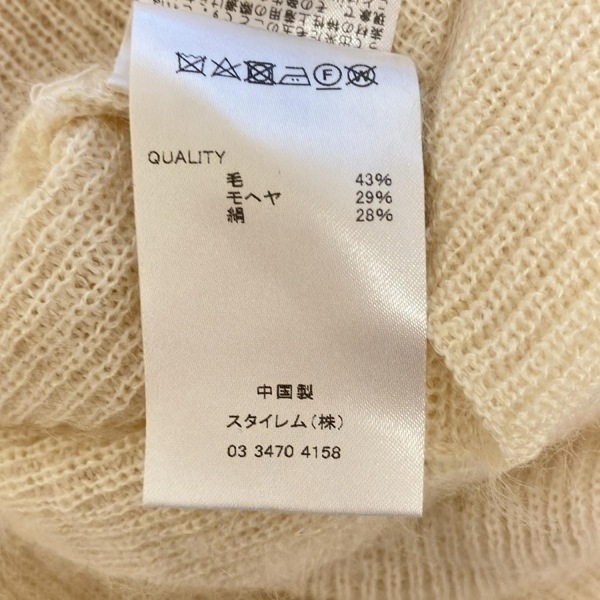 F
W
QUALITY
毛 43%
モヘヤ 29%
絹 28%
中国製
スタイレム(株)
03 3470 4158